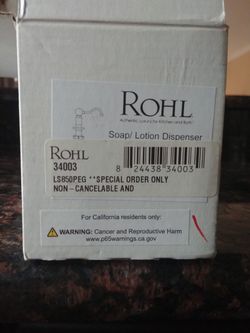 ROHL
Authentic Luxury for Kitchen and Bath
Soap/ Lotion Dispenser
ROHL
34003
8 24438 34003
LS850PEG **SPECIAL ORDER ONLY
NON-CANCELABLE AND
For California residents only:
WARNING: Cancer and Reproductive Harm
www.p65warnings.ca.gov